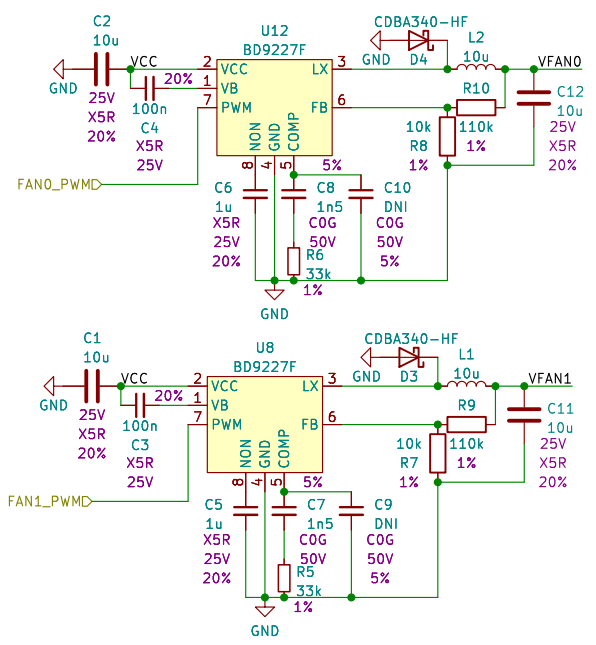 CDBA340-HF
C2
10u
VCC
GND
25V
X5R
20%
20%
100n
C4
X5R
25V
U12
BD9227F
2
VCC
1
VB
7
PWM
LX
3
FB
6
NON
GND
COMP
8
4
5
5%
GND
D4
L2
10u
VFAN0
R10
110k
1%
10k
R8
1%
C12
10u
25V
X5R
20%
FAN0_PWM
C6
1u
X5R
25V
20%
C8
1n5
C0G
50V
R6
33k
1%
C10
DNI
C0G
50V
5%
GND
CDBA340-HF
C1
10u
VCC
GND
25V
X5R
20%
20%
100n
C3
X5R
25V
U8
BD9227F
2
VCC
1
VB
7
PWM
LX
3
FB
6
NON
GND
COMP
8
4
5
5%
GND
D3
L1
10u
VFAN1
R9
110k
1%
10k
R7
1%
C11
10u
25V
X5R
20%
FAN1_PWM
C5
1u
X5R
25V
20%
C7
1n5
C0G
50V
R5
33k
1%
C9
DNI
C0G
50V
5%
GND